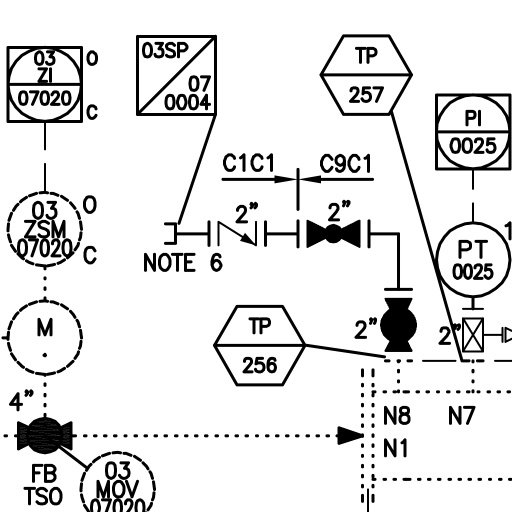 03
ZI
07020
O
C
03SP
07
0004
TP
257
PI
0025
C1C1
C9C1
03
ZSM
07020
O
C
2"
2"
NOTE 6
PT
0025
1
M
TP
256
2"
2"
4"
N8
N7
N1
FB
TSO
03
MOV
07020